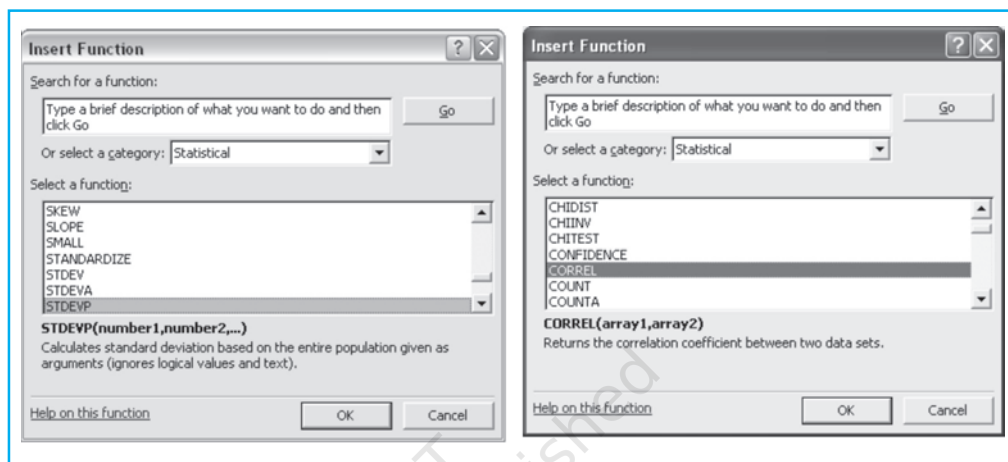 Insert Function
Search for a function:
Type a brief description of what you want to do and then
click Go
Go
Or select a category: Statistical
Select a function:
SKEW
SLOPE
SMALL
STANDARDIZE
STDEV
STDEVA
STDEVP
STDEVP(number1,number2,...)
Calculates standard deviation based on the entire population given as
arguments (ignores logical values and text).
Help on this function
OK
Cancel
Insert Function
Search for a function:
Type a brief description of what you want to do and then
click Go
Go
Or select a category: Statistical
Select a function:
CHIDIST
CHIINV
CHITEST
CONFIDENCE
CORREL
COUNT
COUNTA
CORREL(array1,array2)
Returns the correlation coefficient between two data sets.
Help on this function
OK
Cancel